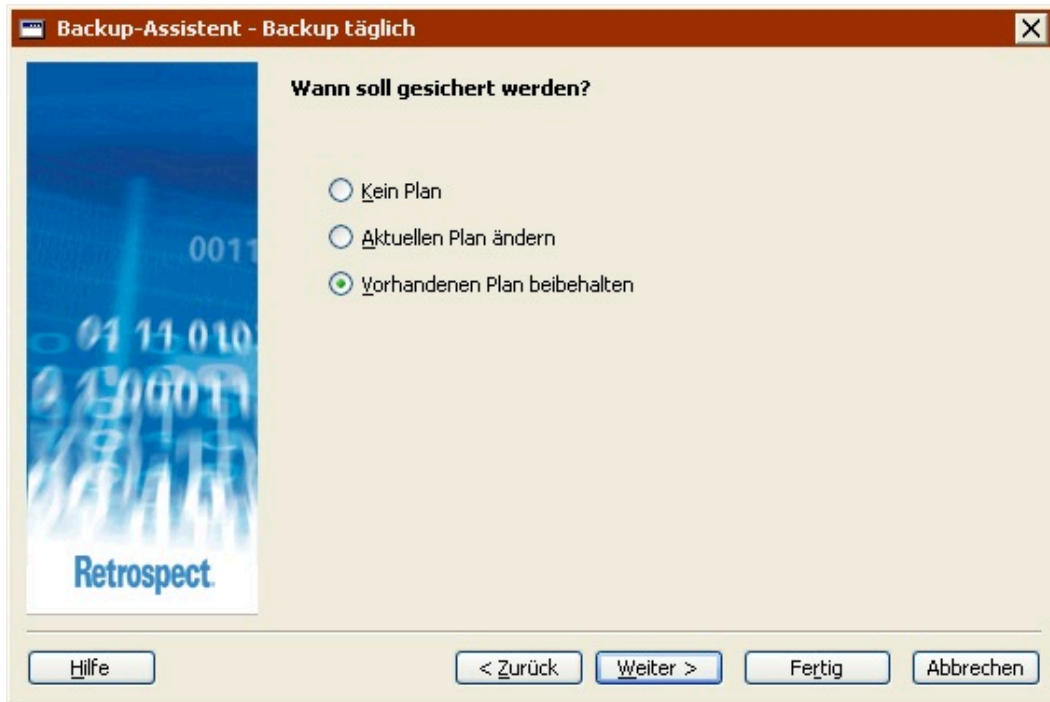 Backup-Assistent - Backup täglich
Wann soll gesichert werden?
Kein Plan
Aktuellen Plan ändern
Vorhandenen Plan beibehalten
0011
01 11 010
Retrospect
Hilfe
< Zurück
Weiter >
Fertig
Abbrechen